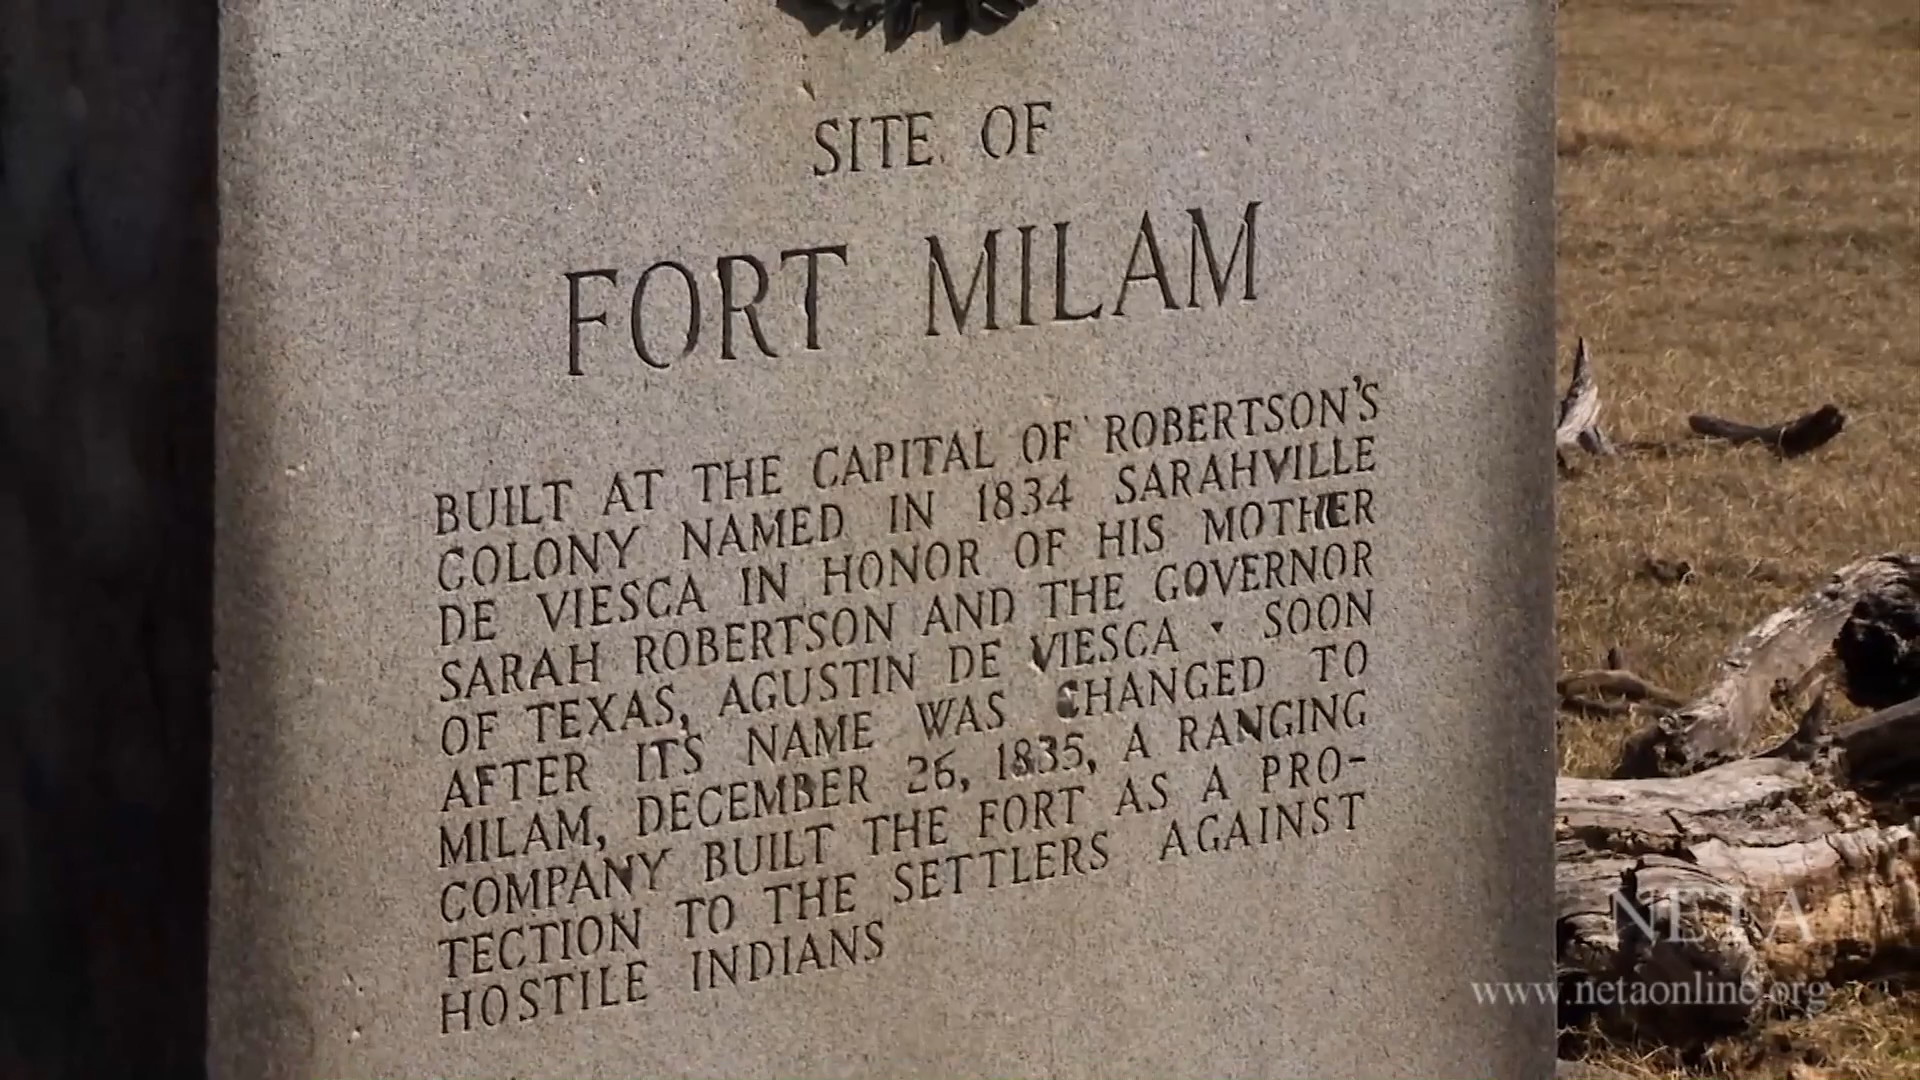 SITE OF
FORT MILAM
BUILT AT THE CAPITAL OF ROBERTSON'S
COLONY NAMED IN 1834 SARAHVILLE
DE VIESCA IN HONOR OF HIS MOTHER
SARAH ROBERTSON AND THE GOVERNOR
OF TEXAS, AGUSTIN DE VIESCA • SOON
AFTER ITS NAME WAS CHANGED TO
MILAM, DECEMBER 26, 1835, A RANGING
COMPANY BUILT THE FORT AS A PRO-
TECTION TO THE SETTLERS AGAINST
HOSTILE INDIANS
NETA
www.netaonline.org